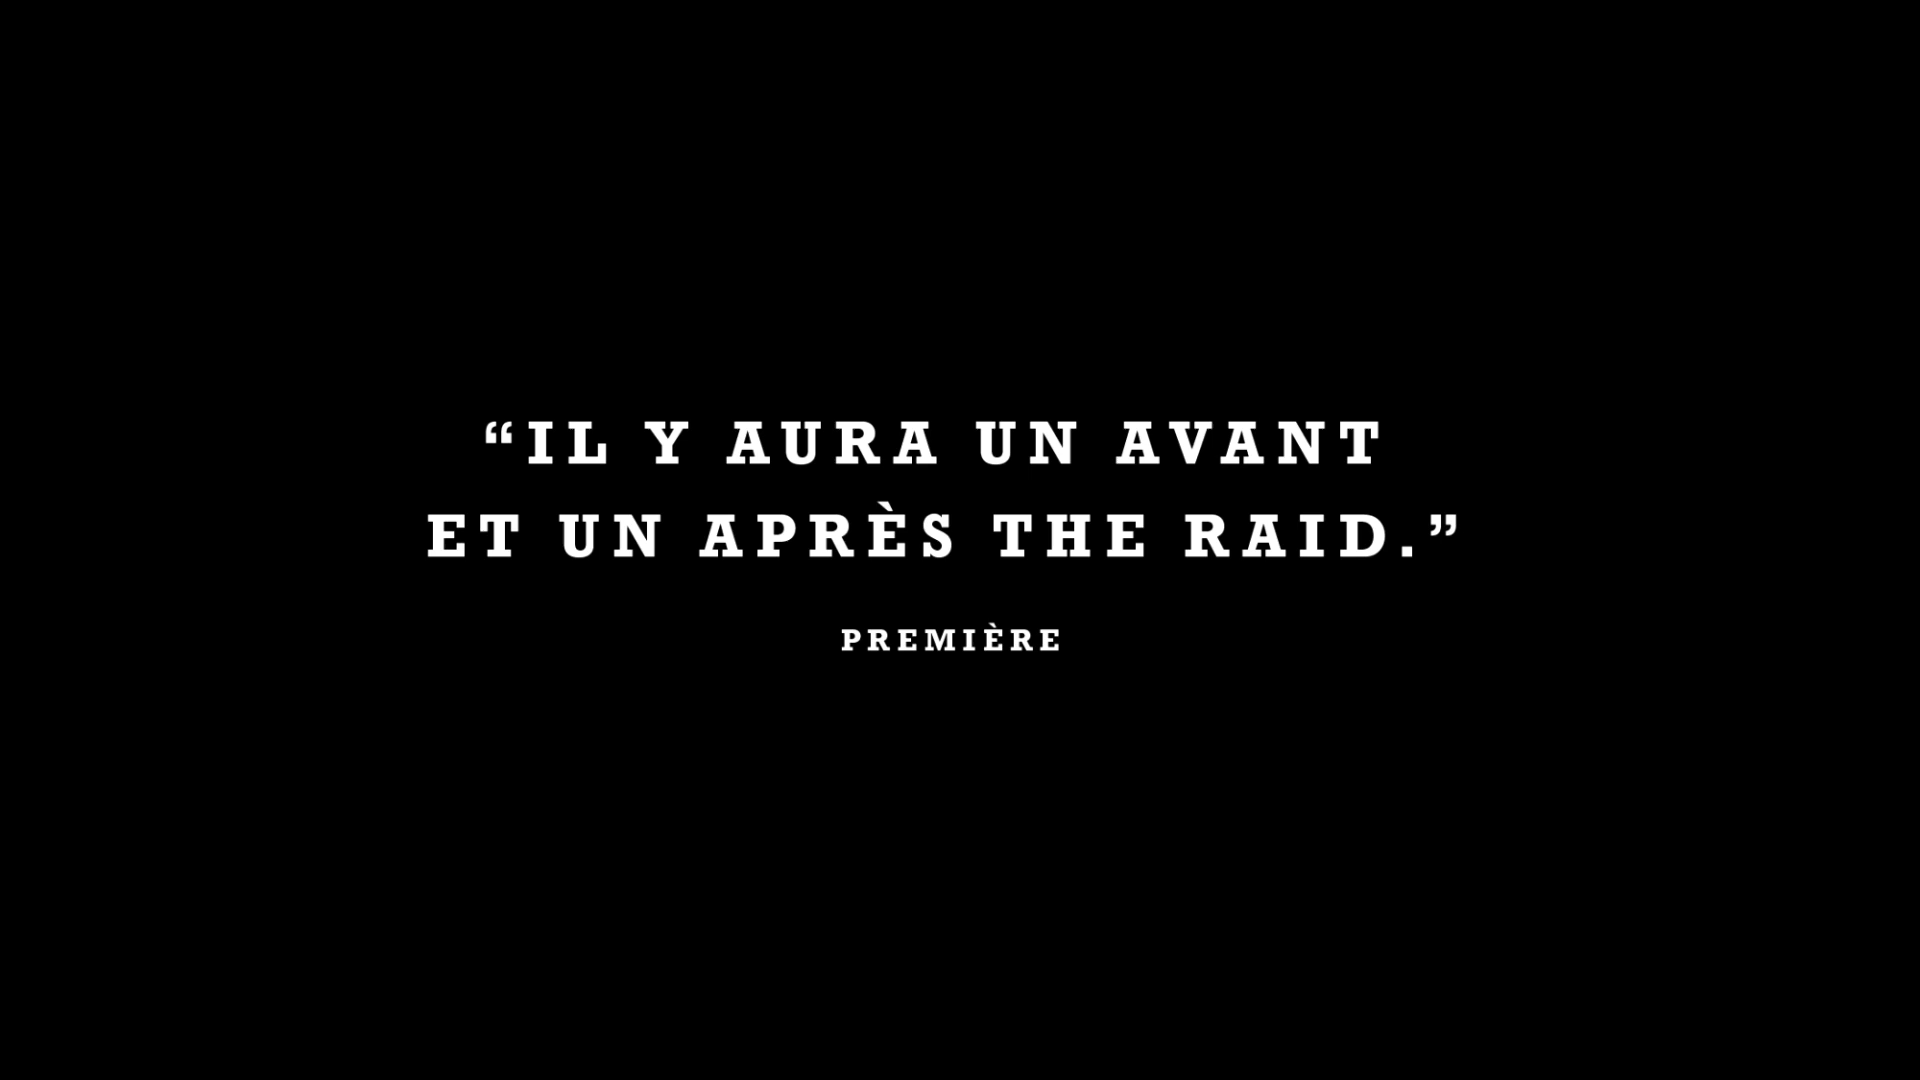 “IL Y AURA UN AVANT
ET UN APRÈS THE RAID.”
PREMIÈRE